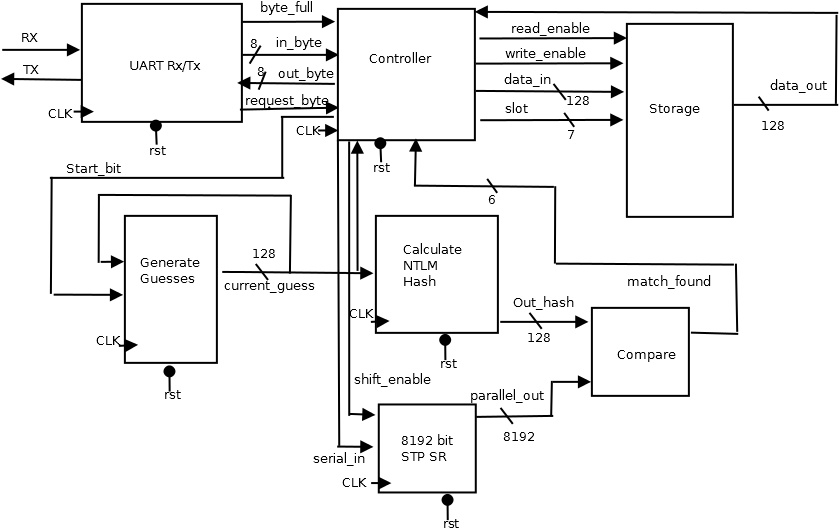 byte_full
RX
8
in_byte
TX
UART Rx/Tx
8
out_byte
request_byte
CLK
CLK
rst
Controller
rst
read_enable
write_enable
data_in
128
slot
7
Storage
data_out
128
Start_bit
6
Generate
Guesses
128
current_guess
CLK
rst
Calculate
NTLM
Hash
CLK
rst
Out_hash
128
match_found
Compare
shift_enable
parallel_out
8192
8192 bit
STP SR
serial_in
CLK
rst